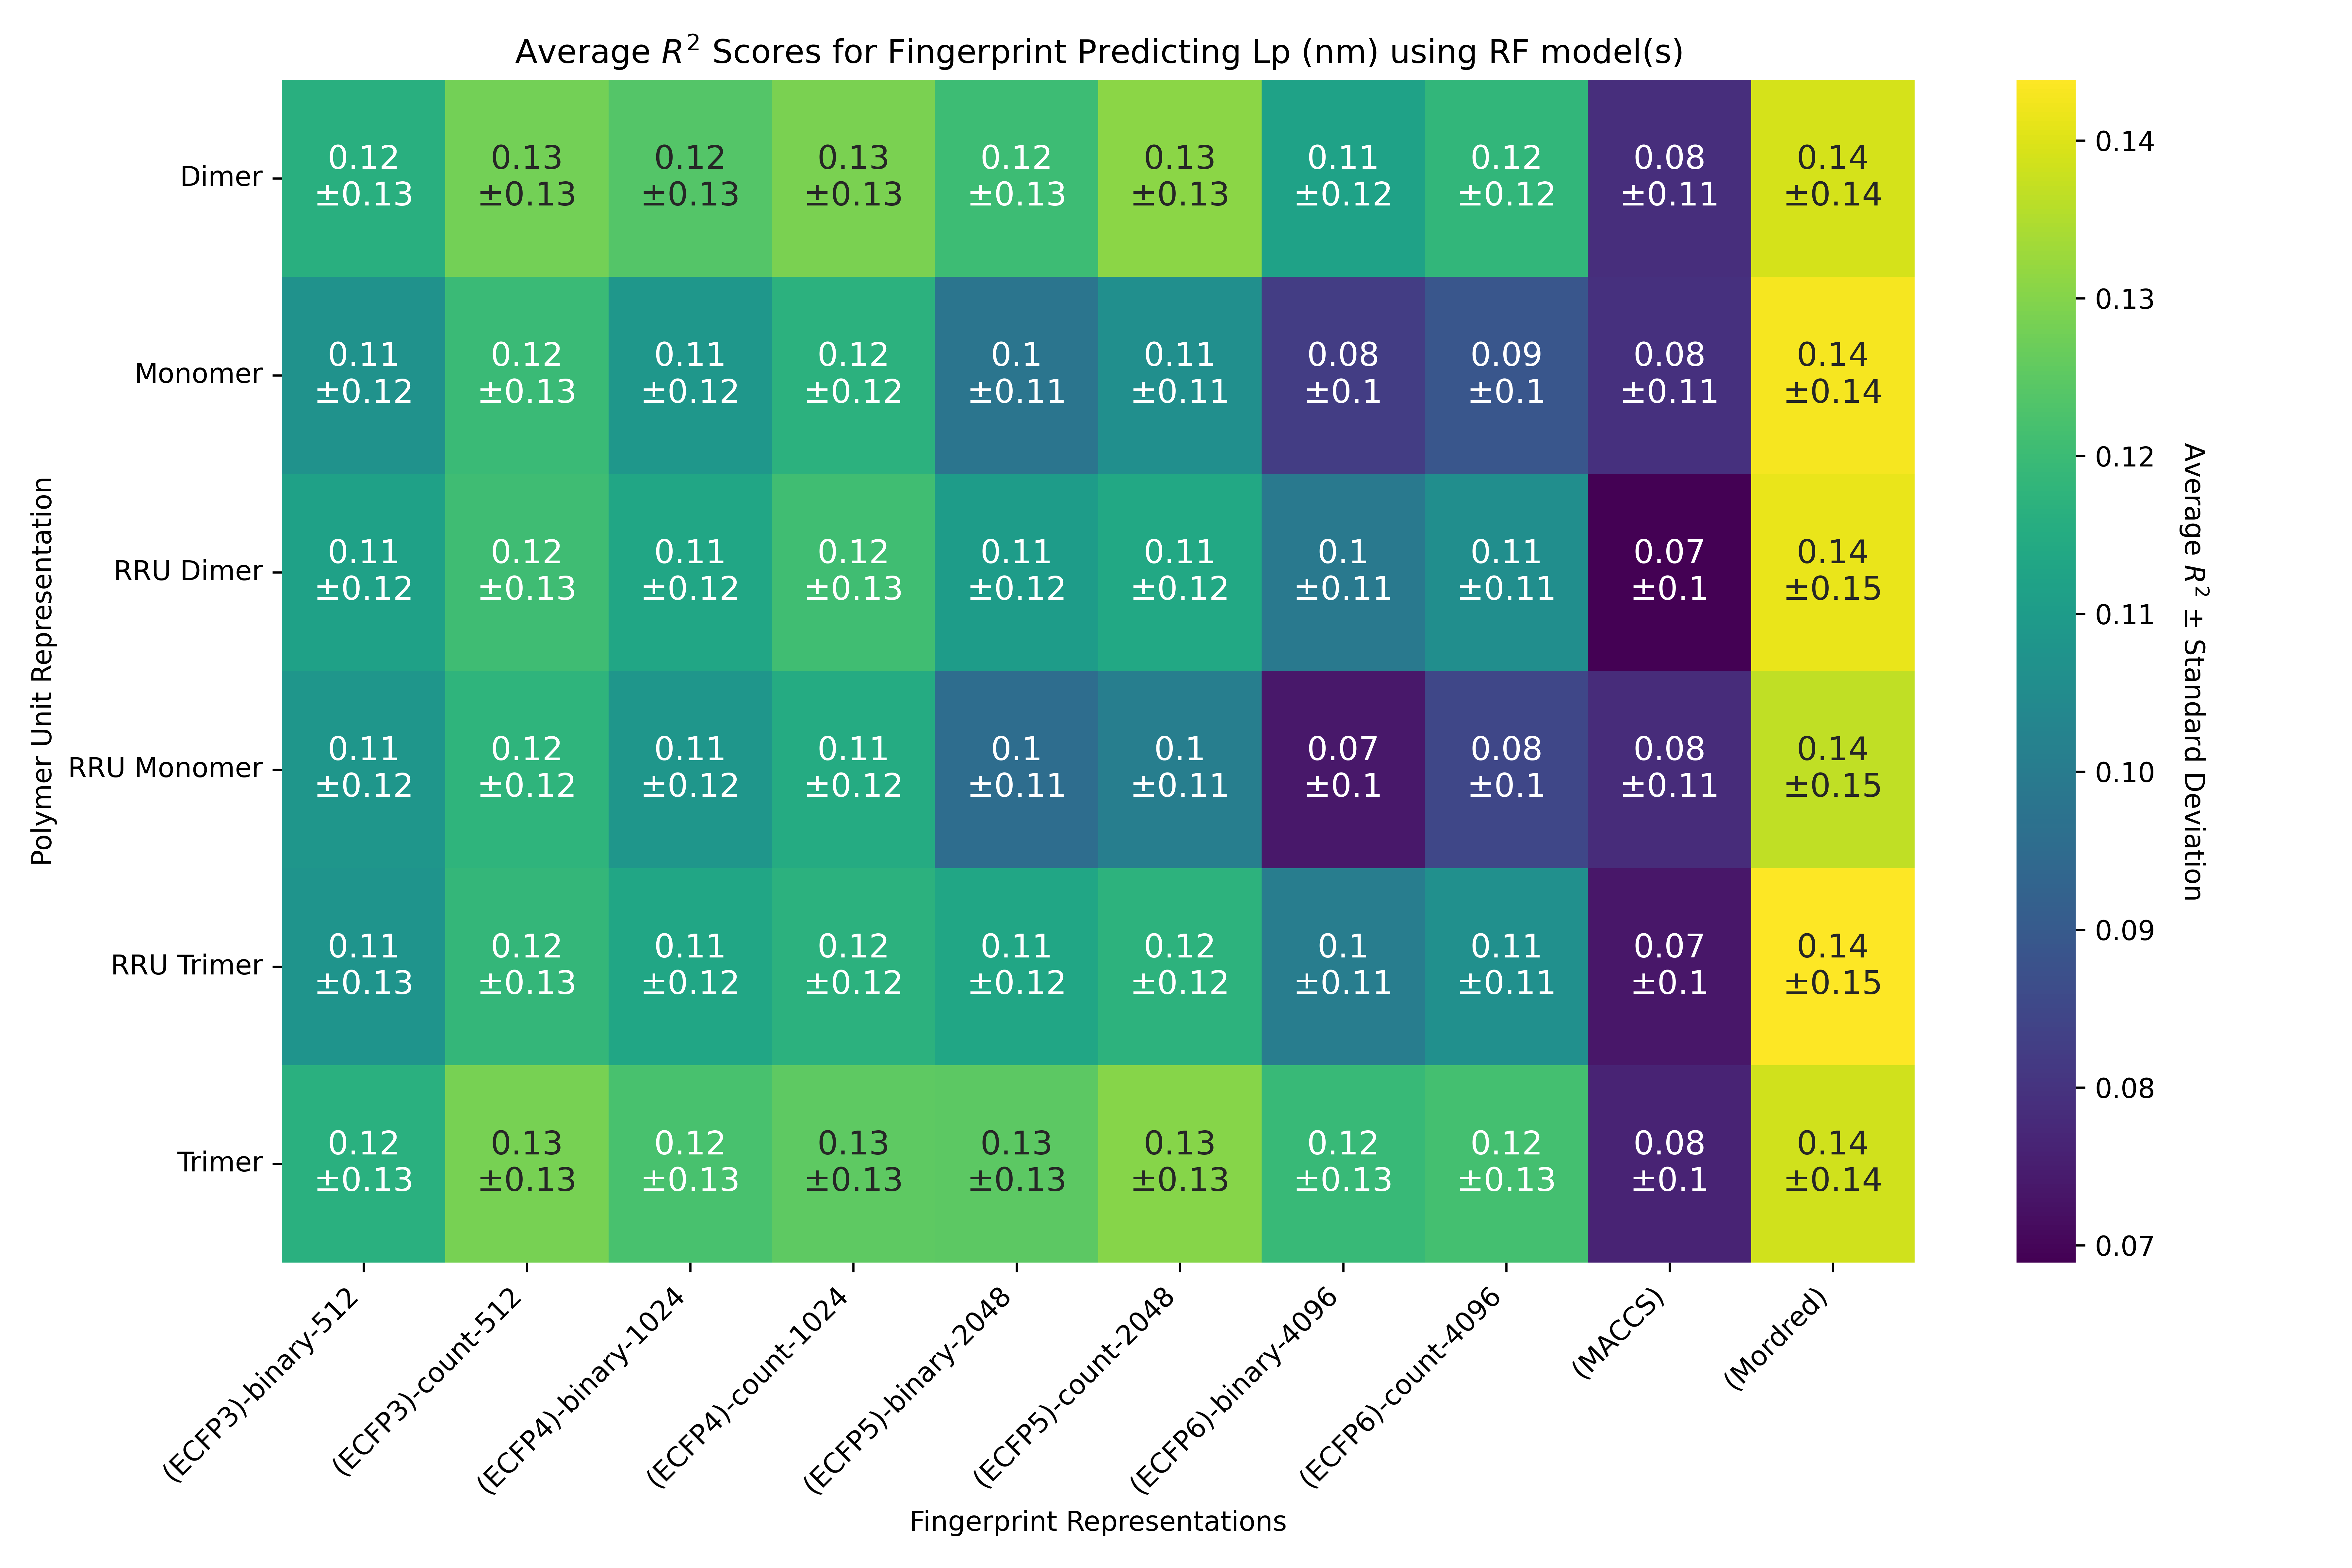 Average R² Scores for Fingerprint Predicting Lp (nm) using RF model(s)
Polymer Unit Representation
Dimer
0.12 0.13 0.12 0.13 0.12 0.13 0.11 0.12 0.08 0.14
±0.13 ±0.13 ±0.13 ±0.13 ±0.13 ±0.13 ±0.12 ±0.12 ±0.11 ±0.14
Monomer
0.11 0.12 0.11 0.12 0.1 0.11 0.08 0.09 0.08 0.14
±0.12 ±0.13 ±0.12 ±0.12 ±0.11 ±0.11 ±0.1 ±0.1 ±0.11 ±0.14
RRU Dimer
0.11 0.12 0.11 0.12 0.11 0.11 0.1 0.11 0.07 0.14
±0.12 ±0.13 ±0.12 ±0.13 ±0.12 ±0.12 ±0.11 ±0.11 ±0.1 ±0.15
RRU Monomer
0.11 0.12 0.11 0.11 0.1 0.1 0.07 0.08 0.08 0.14
±0.12 ±0.12 ±0.12 ±0.12 ±0.11 ±0.11 ±0.1 ±0.1 ±0.11 ±0.15
RRU Trimer
0.11 0.12 0.11 0.12 0.11 0.12 0.1 0.11 0.07 0.14
±0.13 ±0.13 ±0.12 ±0.12 ±0.12 ±0.12 ±0.11 ±0.11 ±0.1 ±0.15
Trimer
0.12 0.13 0.12 0.13 0.13 0.13 0.12 0.12 0.08 0.14
±0.13 ±0.13 ±0.13 ±0.13 ±0.13 ±0.13 ±0.13 ±0.13 ±0.1 ±0.14
(ECFP3)-binary-512
(ECFP3)-count-512
(ECFP4)-binary-1024
(ECFP4)-count-1024
(ECFP5)-binary-2048
(ECFP5)-count-2048
(ECFP6)-binary-4096
(ECFP6)-count-4096
(MACCS)
(Mordred)
Fingerprint Representations
0.14
0.13
0.12
0.11
0.10
0.09
0.08
0.07
Average R² ± Standard Deviation